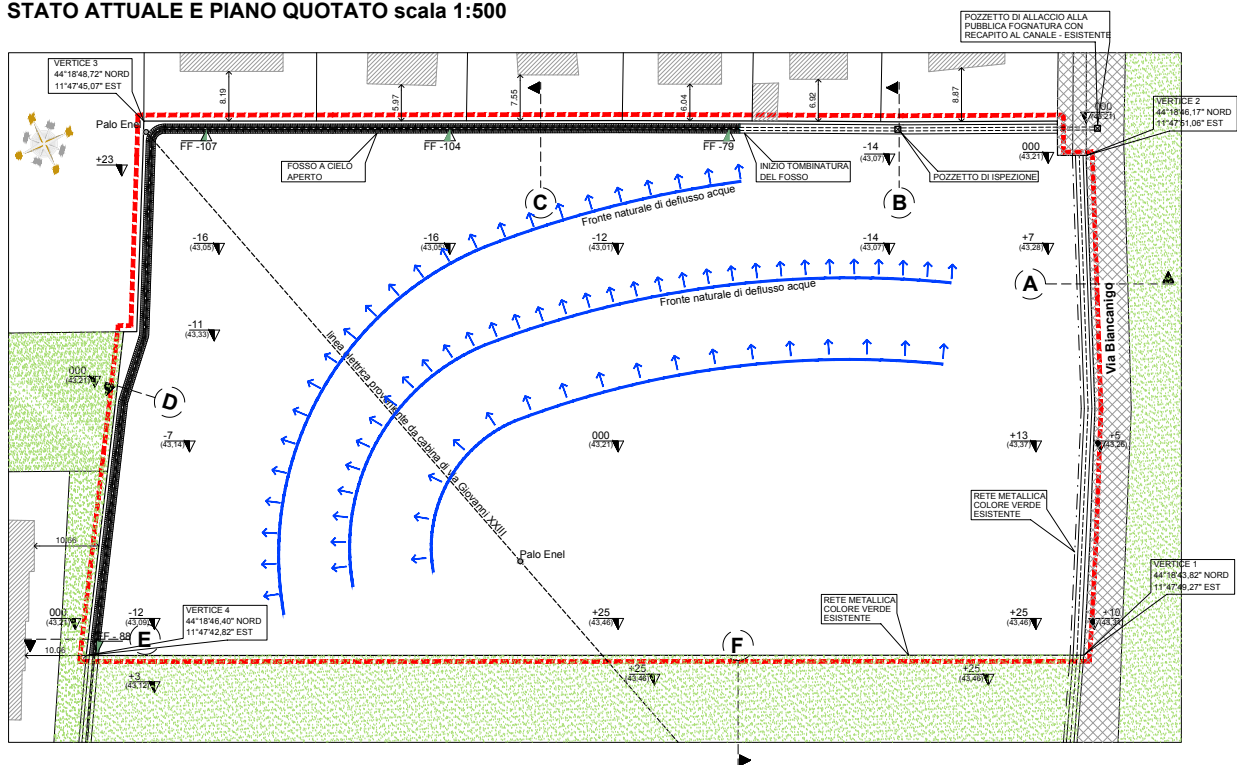 STATO ATTUALE E PIANO QUOTATO scala 1:500
POZZETTO DI ALLACCIO ALLA
PUBBLICA FOGNATURA CON
RECAPITO AL CANALE - ESISTENTE
VERTICE 3
44°18'48,72" NORD
11°47'45,07" EST
8.19
5.97
7.55
6.04
6.92
8.87
VERTICE 2
44°18'46,17" NORD
11°47'51,06" EST
000
(43,21)
Palo Enel
+23
FF -107
FF -104
FF -79
FOSSO A CIELO
APERTO
INIZIO TOMBINATURA
DEL FOSSO
-14
(43,07)
POZZETTO DI ISPEZIONE
000
(43,21)
C
B
Fronte naturale di deflusso acque
-16
(43,05)
-16
(43,05)
-12
(43,01)
-14
(43,07)
+7
(43,28)
A
Fronte naturale di deflusso acque
Via Biancanigo
-11
(43,33)
linea elettrica proveniente da cabina di via Giovanni XXIII
000
(43,21)
D
-7
(43,14)
000
(43,21)
+13
(43,37)
+5
(43,26)
RETE METALLICA
COLORE VERDE
ESISTENTE
10.66
Palo Enel
VERTICE 1
44°18'43,82" NORD
11°47'49,27" EST
RETE METALLICA
COLORE VERDE
ESISTENTE
VERTICE 4
44°18'46,40" NORD
11°47'42,82" EST
000
(43,21)
-12
(43,09)
+25
(43,46)
+25
(43,46)
+10
FF - 88
E
F
10.06
+3
(43,12)
+25
(43,46)
+25
(43,46)